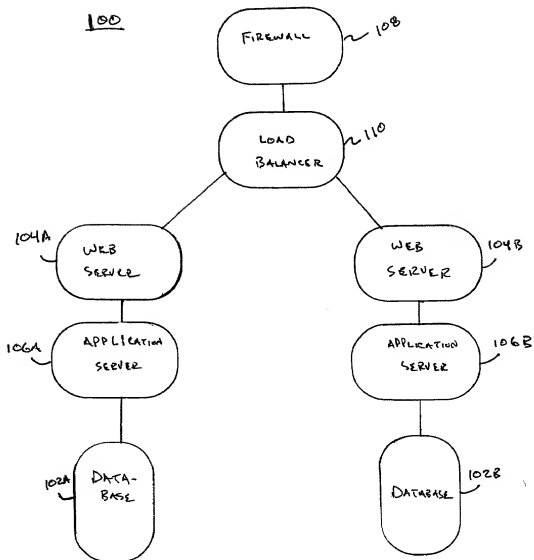 100
FIREWALL
108
LOAD
BALANCER
110
104A
WEB
SERVER
WEB
SERVER
104B
106A
APPLICATION
SERVER
APPLICATION
SERVER
106B
102A
DATA-
BASE
DATABASE
102B